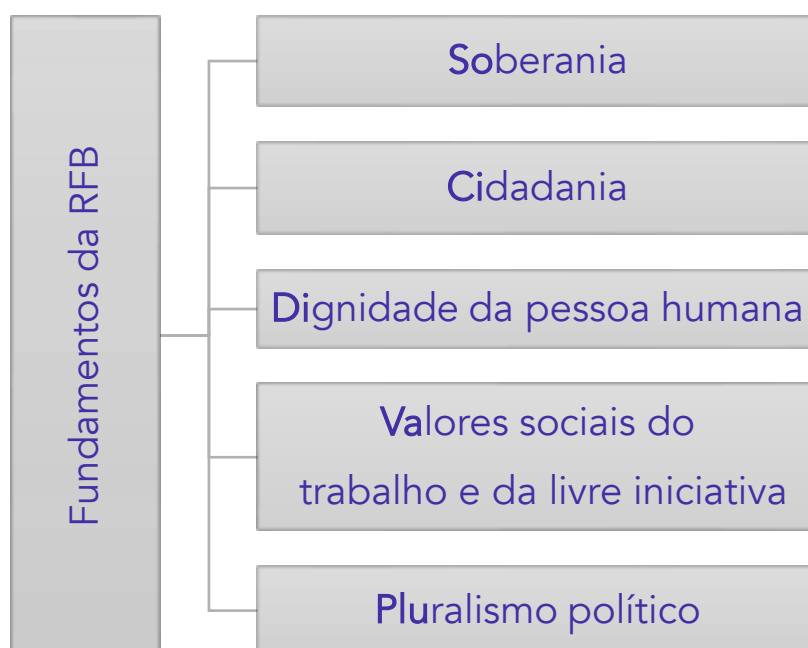 Fundamentos da RFB
Soberania
Cidadania
Dignidade da pessoa humana
Valores sociais do
trabalho e da livre iniciativa
Pluralismo político